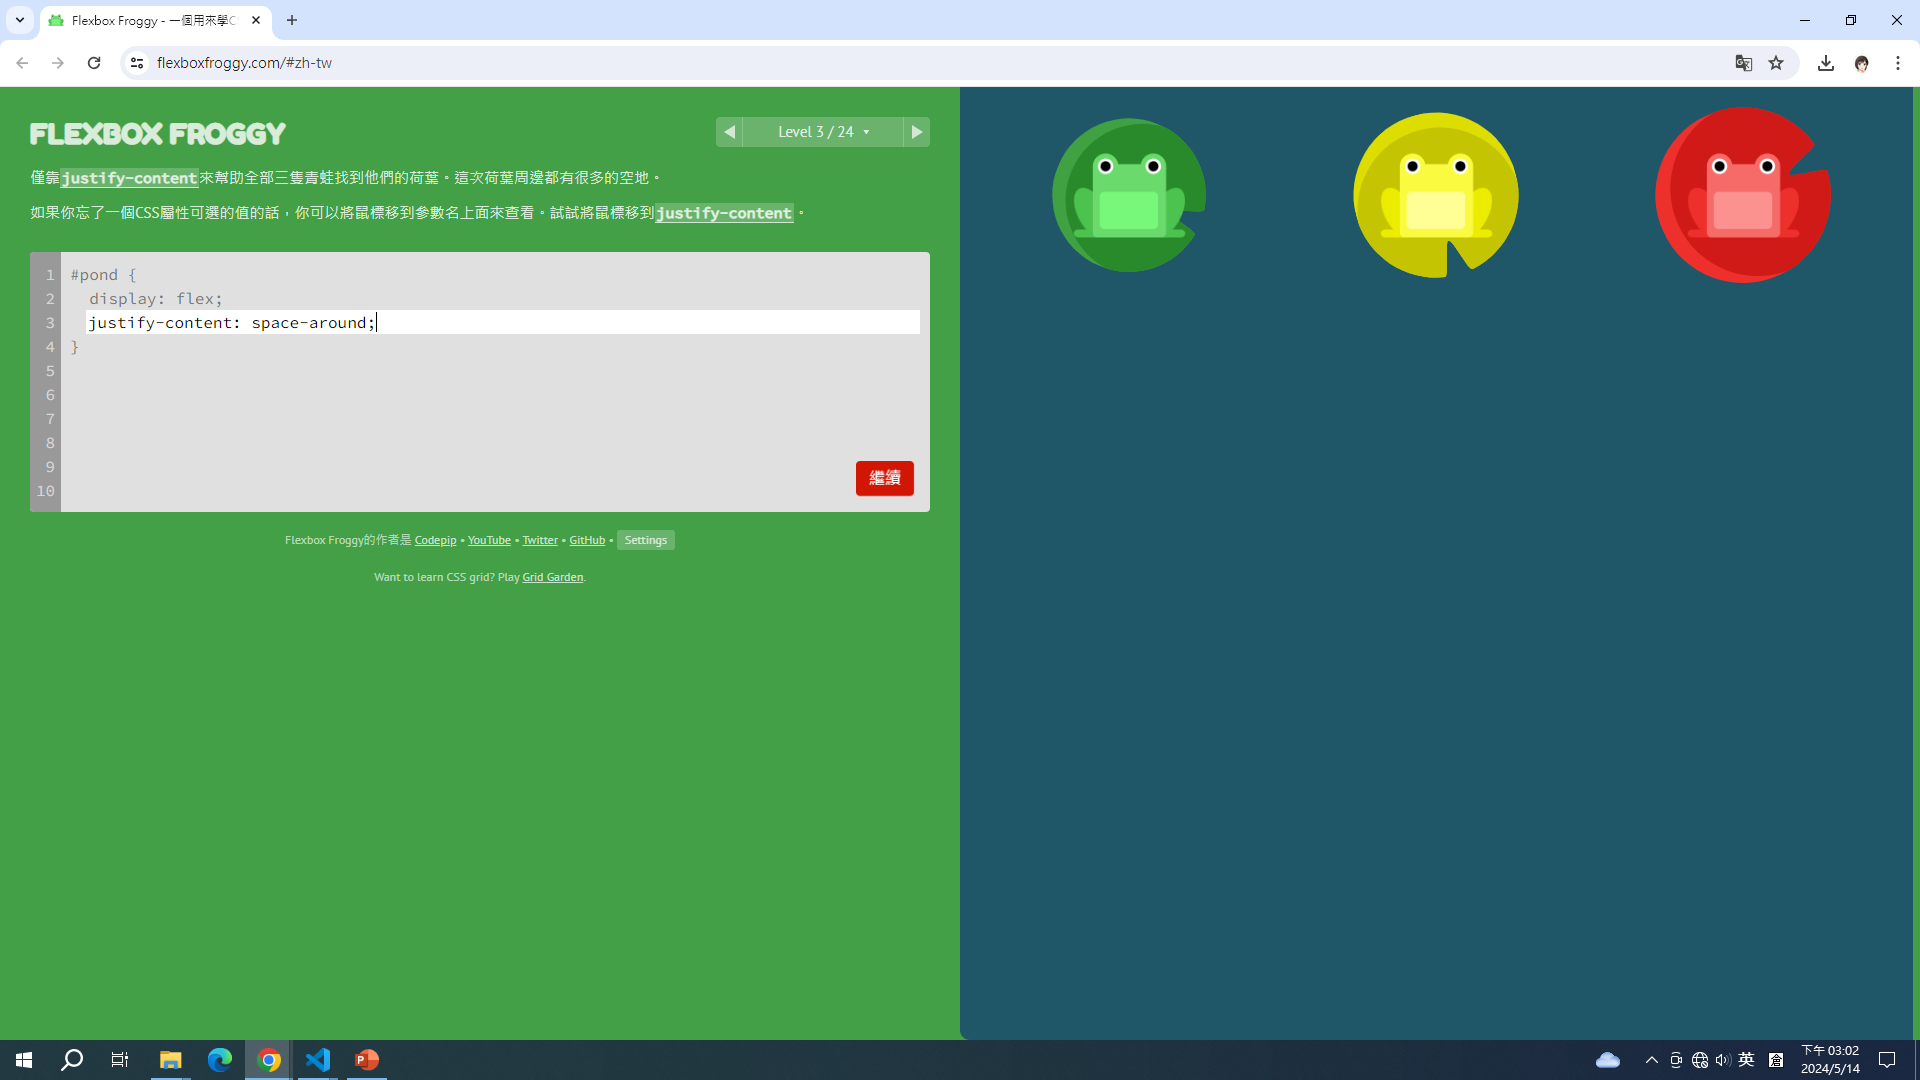 Flexbox Froggy - 一個用來學C
flexboxfroggy.com/#zh-tw
FLEXBOX FROGGY
Level 3 / 24
僅靠justify-content來幫助全部三隻青蛙找到他們的荷葉。這次荷葉周邊都有很多的空地。
如果你忘了一個CSS屬性可選的值的話，你可以將鼠標移到參數名上面來查看。試試將鼠標移到justify-content。
1 #pond {
2 display: flex;
3 justify-content: space-around;
4 }
5
6
7
8
9
10
繼續
Flexbox Froggy的作者是 Codepip • YouTube • Twitter • GitHub • Settings
Want to learn CSS grid? Play Grid Garden.
英
下午 03:02
2024/5/14